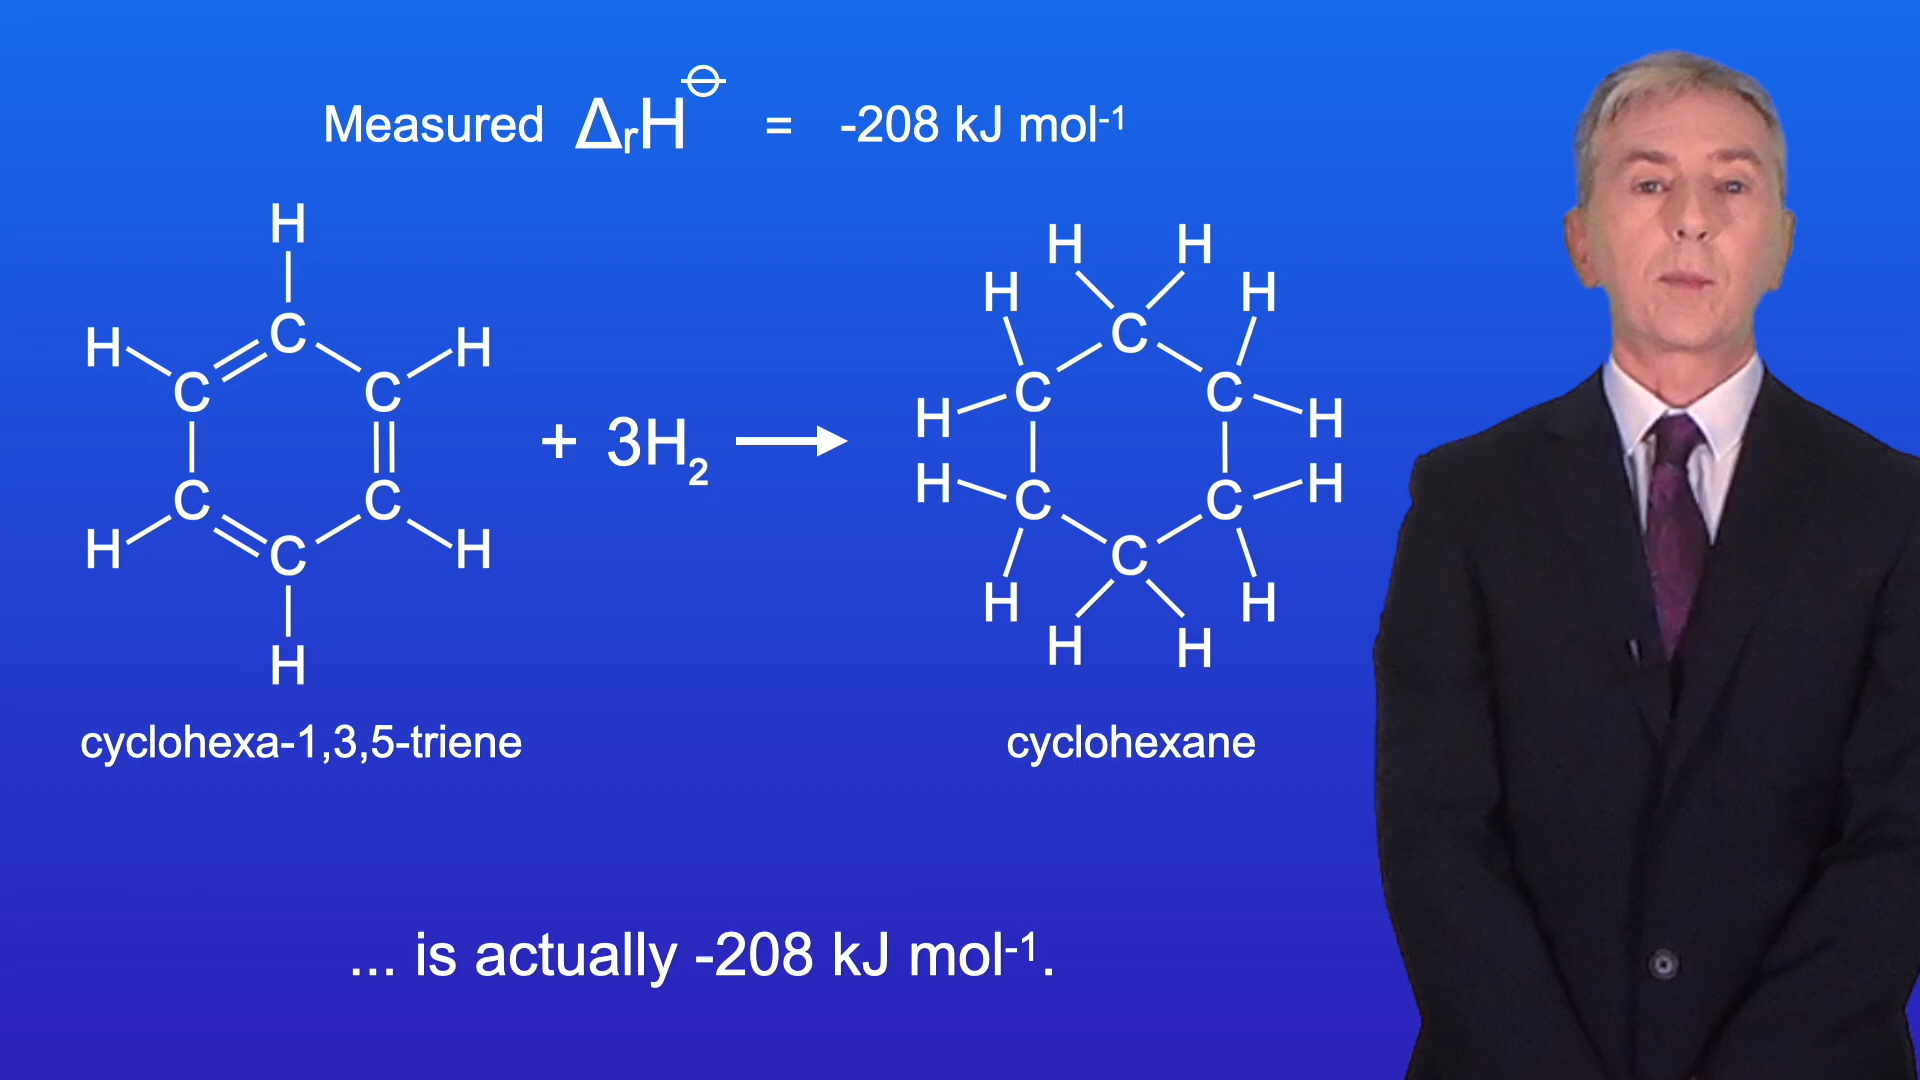 Measured ΔrH⦵ = -208 kJ mol-1
H
H C H
C C
+ 3H2
C C
H C H
H
H H
H C H
C C
H H
H H
C C
H C H
H H
cyclohexa-1,3,5-triene cyclohexane
... is actually -208 kJ mol-1.